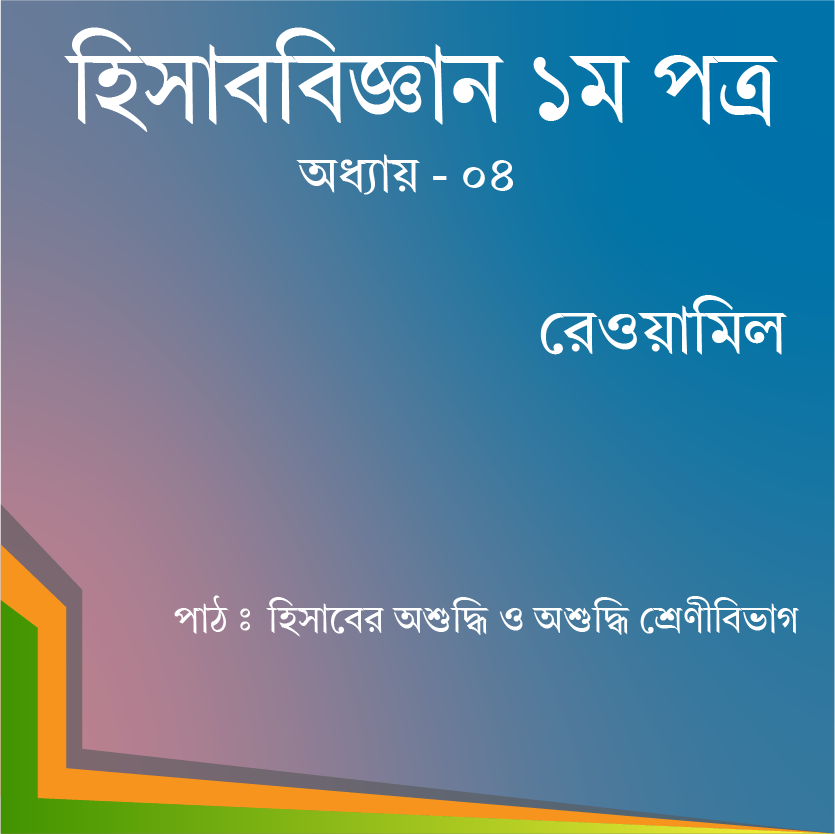 হিসাববিজ্ঞান ১ম পত্র
অধ্যায় - ০৪
রেওয়ামিল
পাঠ ঃ হিসাবের অশুদ্ধি ও অশুদ্ধি শ্রেণীবিভাগ